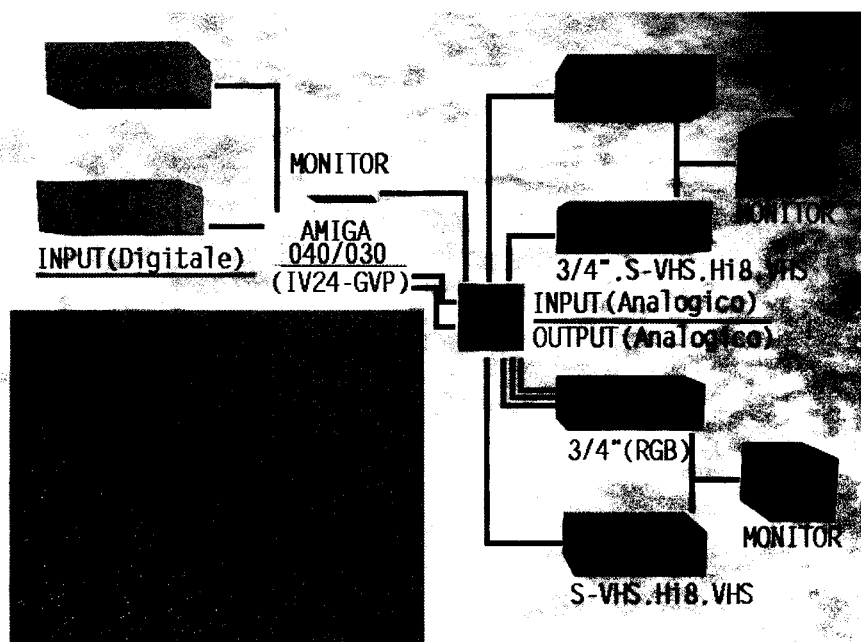 MONITOR
AMIGA
040/030
(IV24-GVP)
INPUT(Digitale)
MONITOR
3/4".S-VHS.Hi8.VHS
INPUT(Analogico)
OUTPUT(Analogico)
3/4"(RGB)
MONITOR
S-VHS.Hi8.VHS